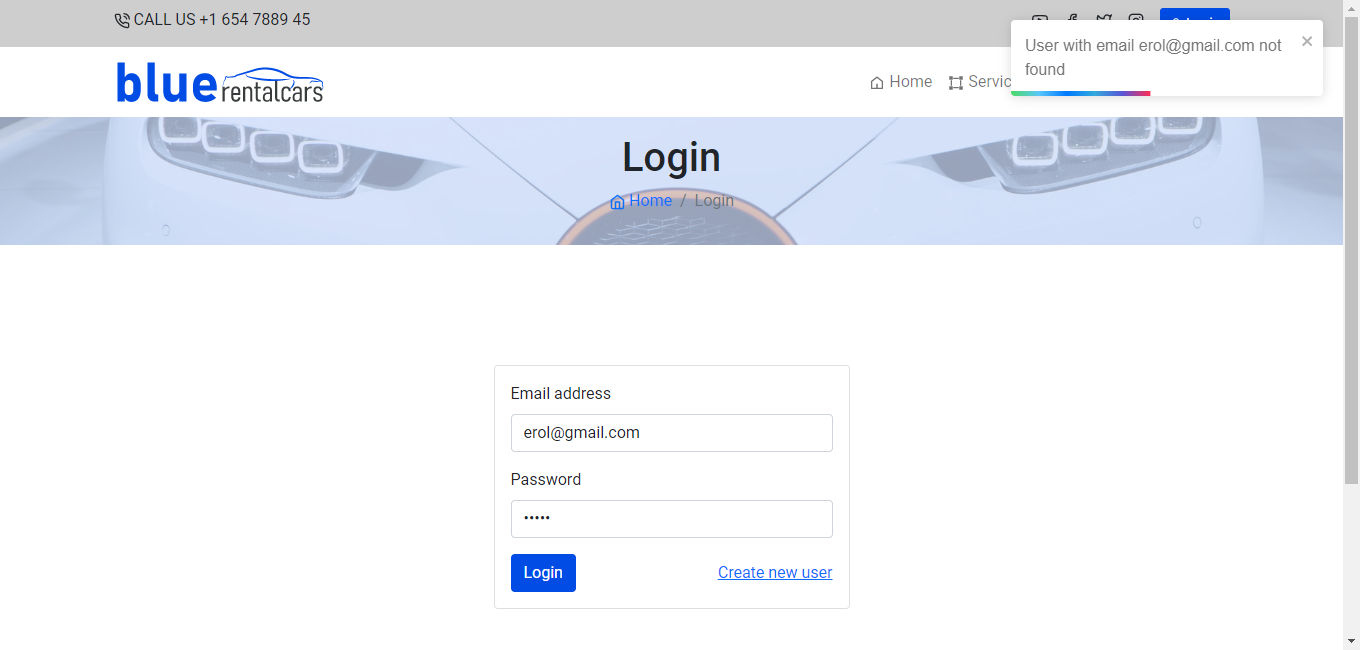 CALL US +1 654 7889 45
User with email erol@gmail.com not
found
blue rentalcars
Home
Servic
Login
Home / Login
Email address
erol@gmail.com
Password
•••••
Login
Create new user